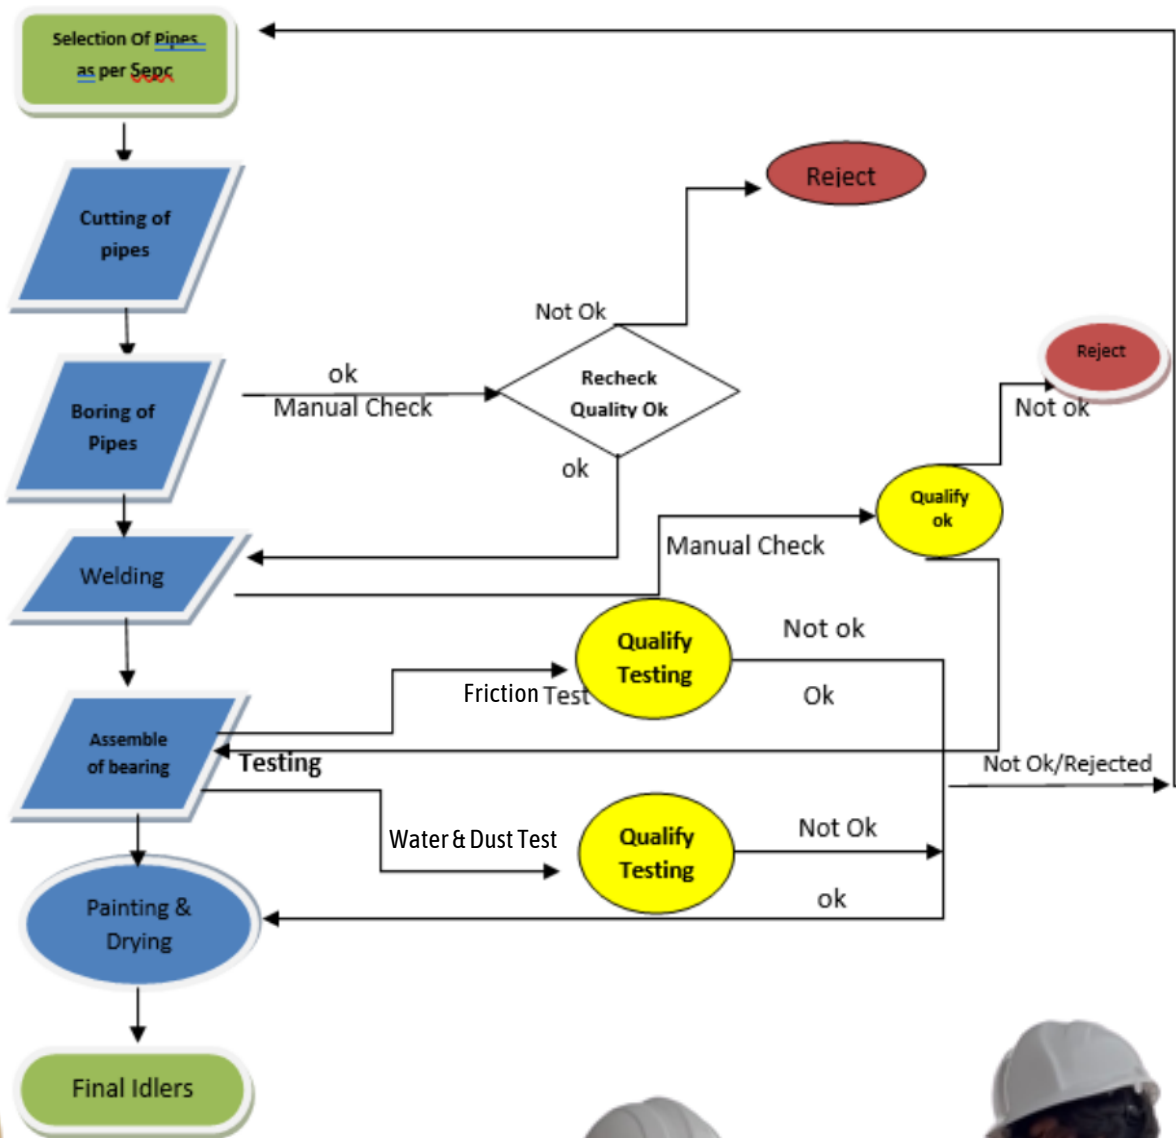 Selection Of Pipes
as per Sepc
Cutting of
pipes
Reject
Not Ok
Reject
ok
Manual Check
Recheck
Quality Ok
Boring of
Pipes
Not ok
ok
Qualify
ok
Manual Check
Welding
Qualify
Testing
Not ok
Friction Test
Ok
Assemble
of bearing
Testing
Not Ok/Rejected
Water & Dust Test
Qualify
Testing
Not Ok
ok
Painting &
Drying
Final Idlers